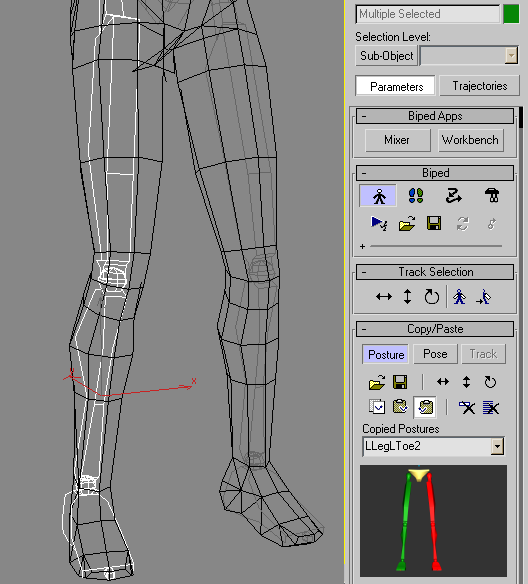 Multiple Selected
Selection Level:
Sub-Object
Parameters
Trajectories
- Biped Apps
Mixer
Workbench
- Biped
+
- Track Selection
- Copy/Paste
Posture
Pose
Track
Copied Postures
LLegLToe2
x